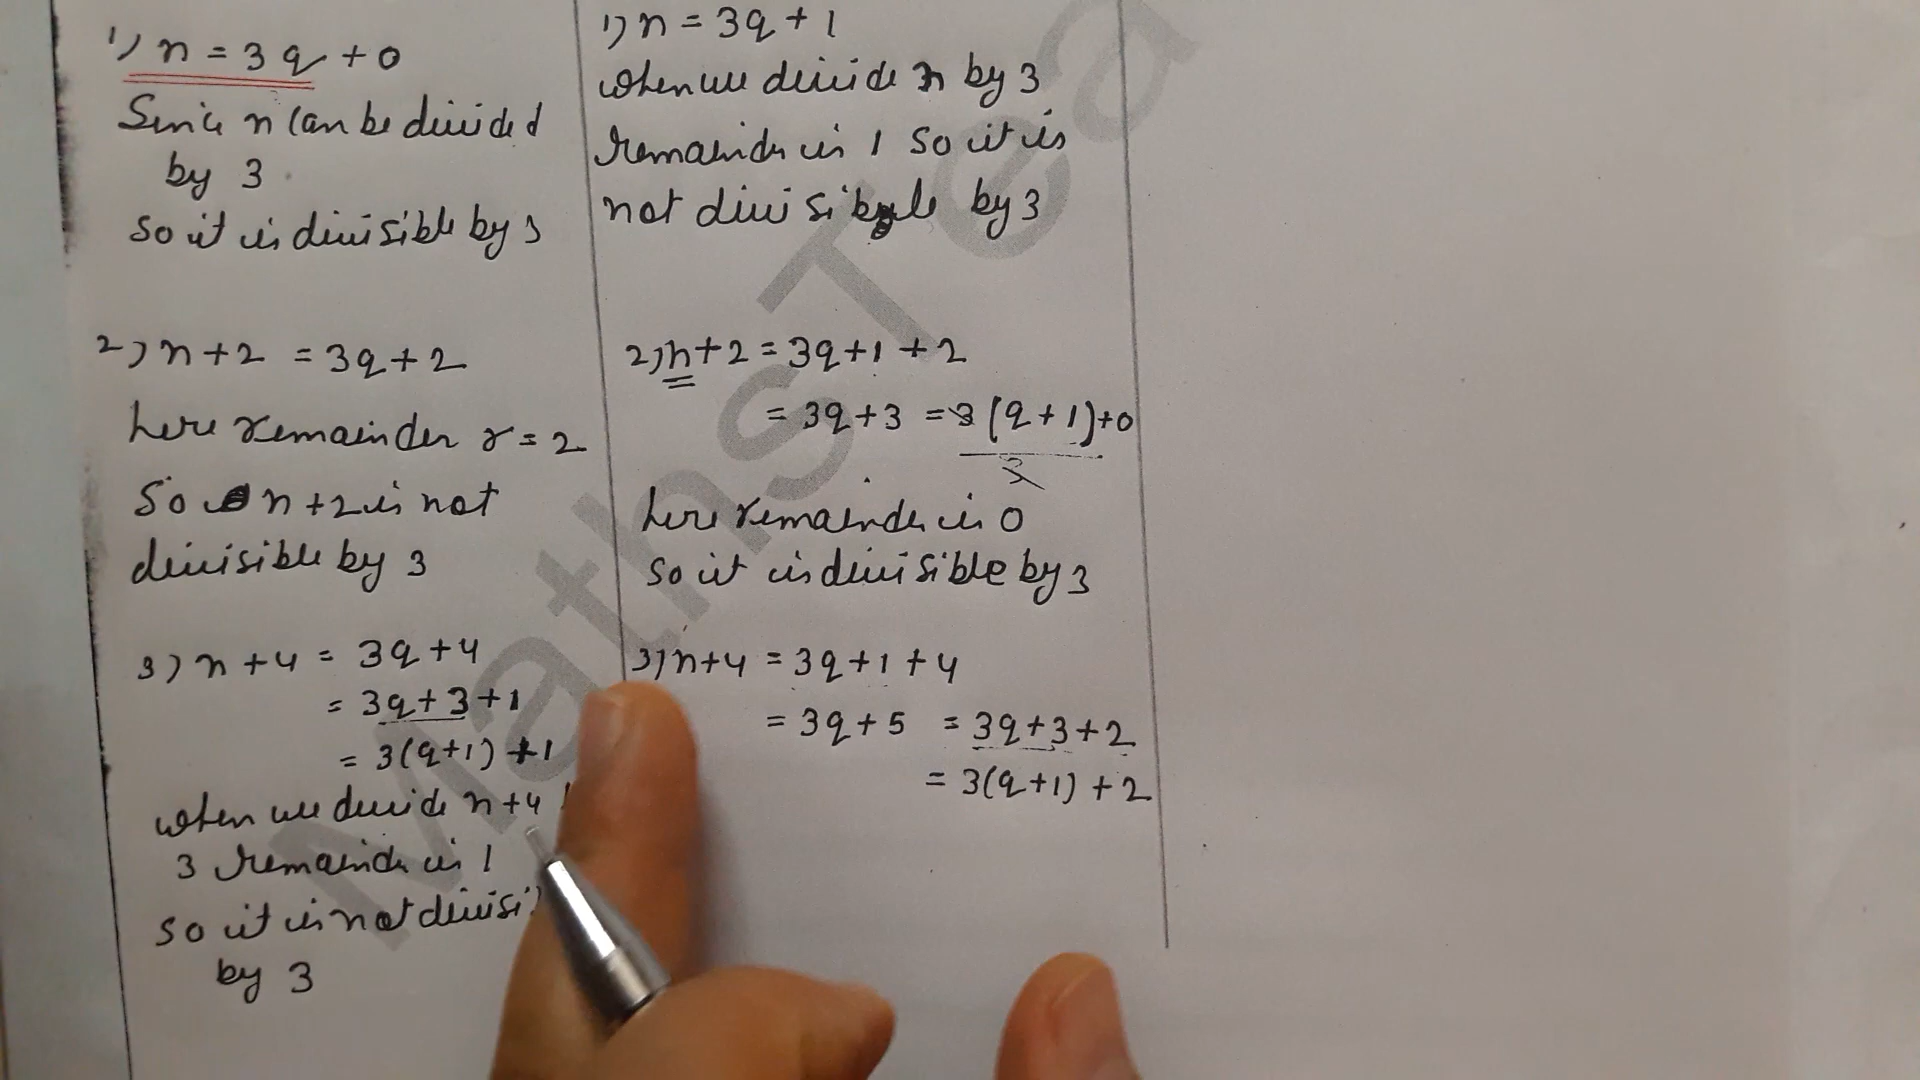 1) n = 3q + 0
Since n can be divided
by 3
so it is divisible by 3
2) n+2 = 3q+2
here remainder r = 2
So n+2 is not
divisible by 3
3) n+4 = 3q+4
= 3q+3+1
= 3(q+1)+1
when we divide n+4
3 remainder is 1
so it is not divisi
by 3
1) n = 3q + 1
when we divide n by 3
remainder is 1 so it is
not divisible by 3
2) n+2 = 3q+1+2
= 3q+3 = 3(q+1)+0
3
here remainder is 0
so it is divisible by 3
3) n+4 = 3q+1+4
= 3q+5 = 3q+3+2
= 3(q+1)+2
Maths Tea